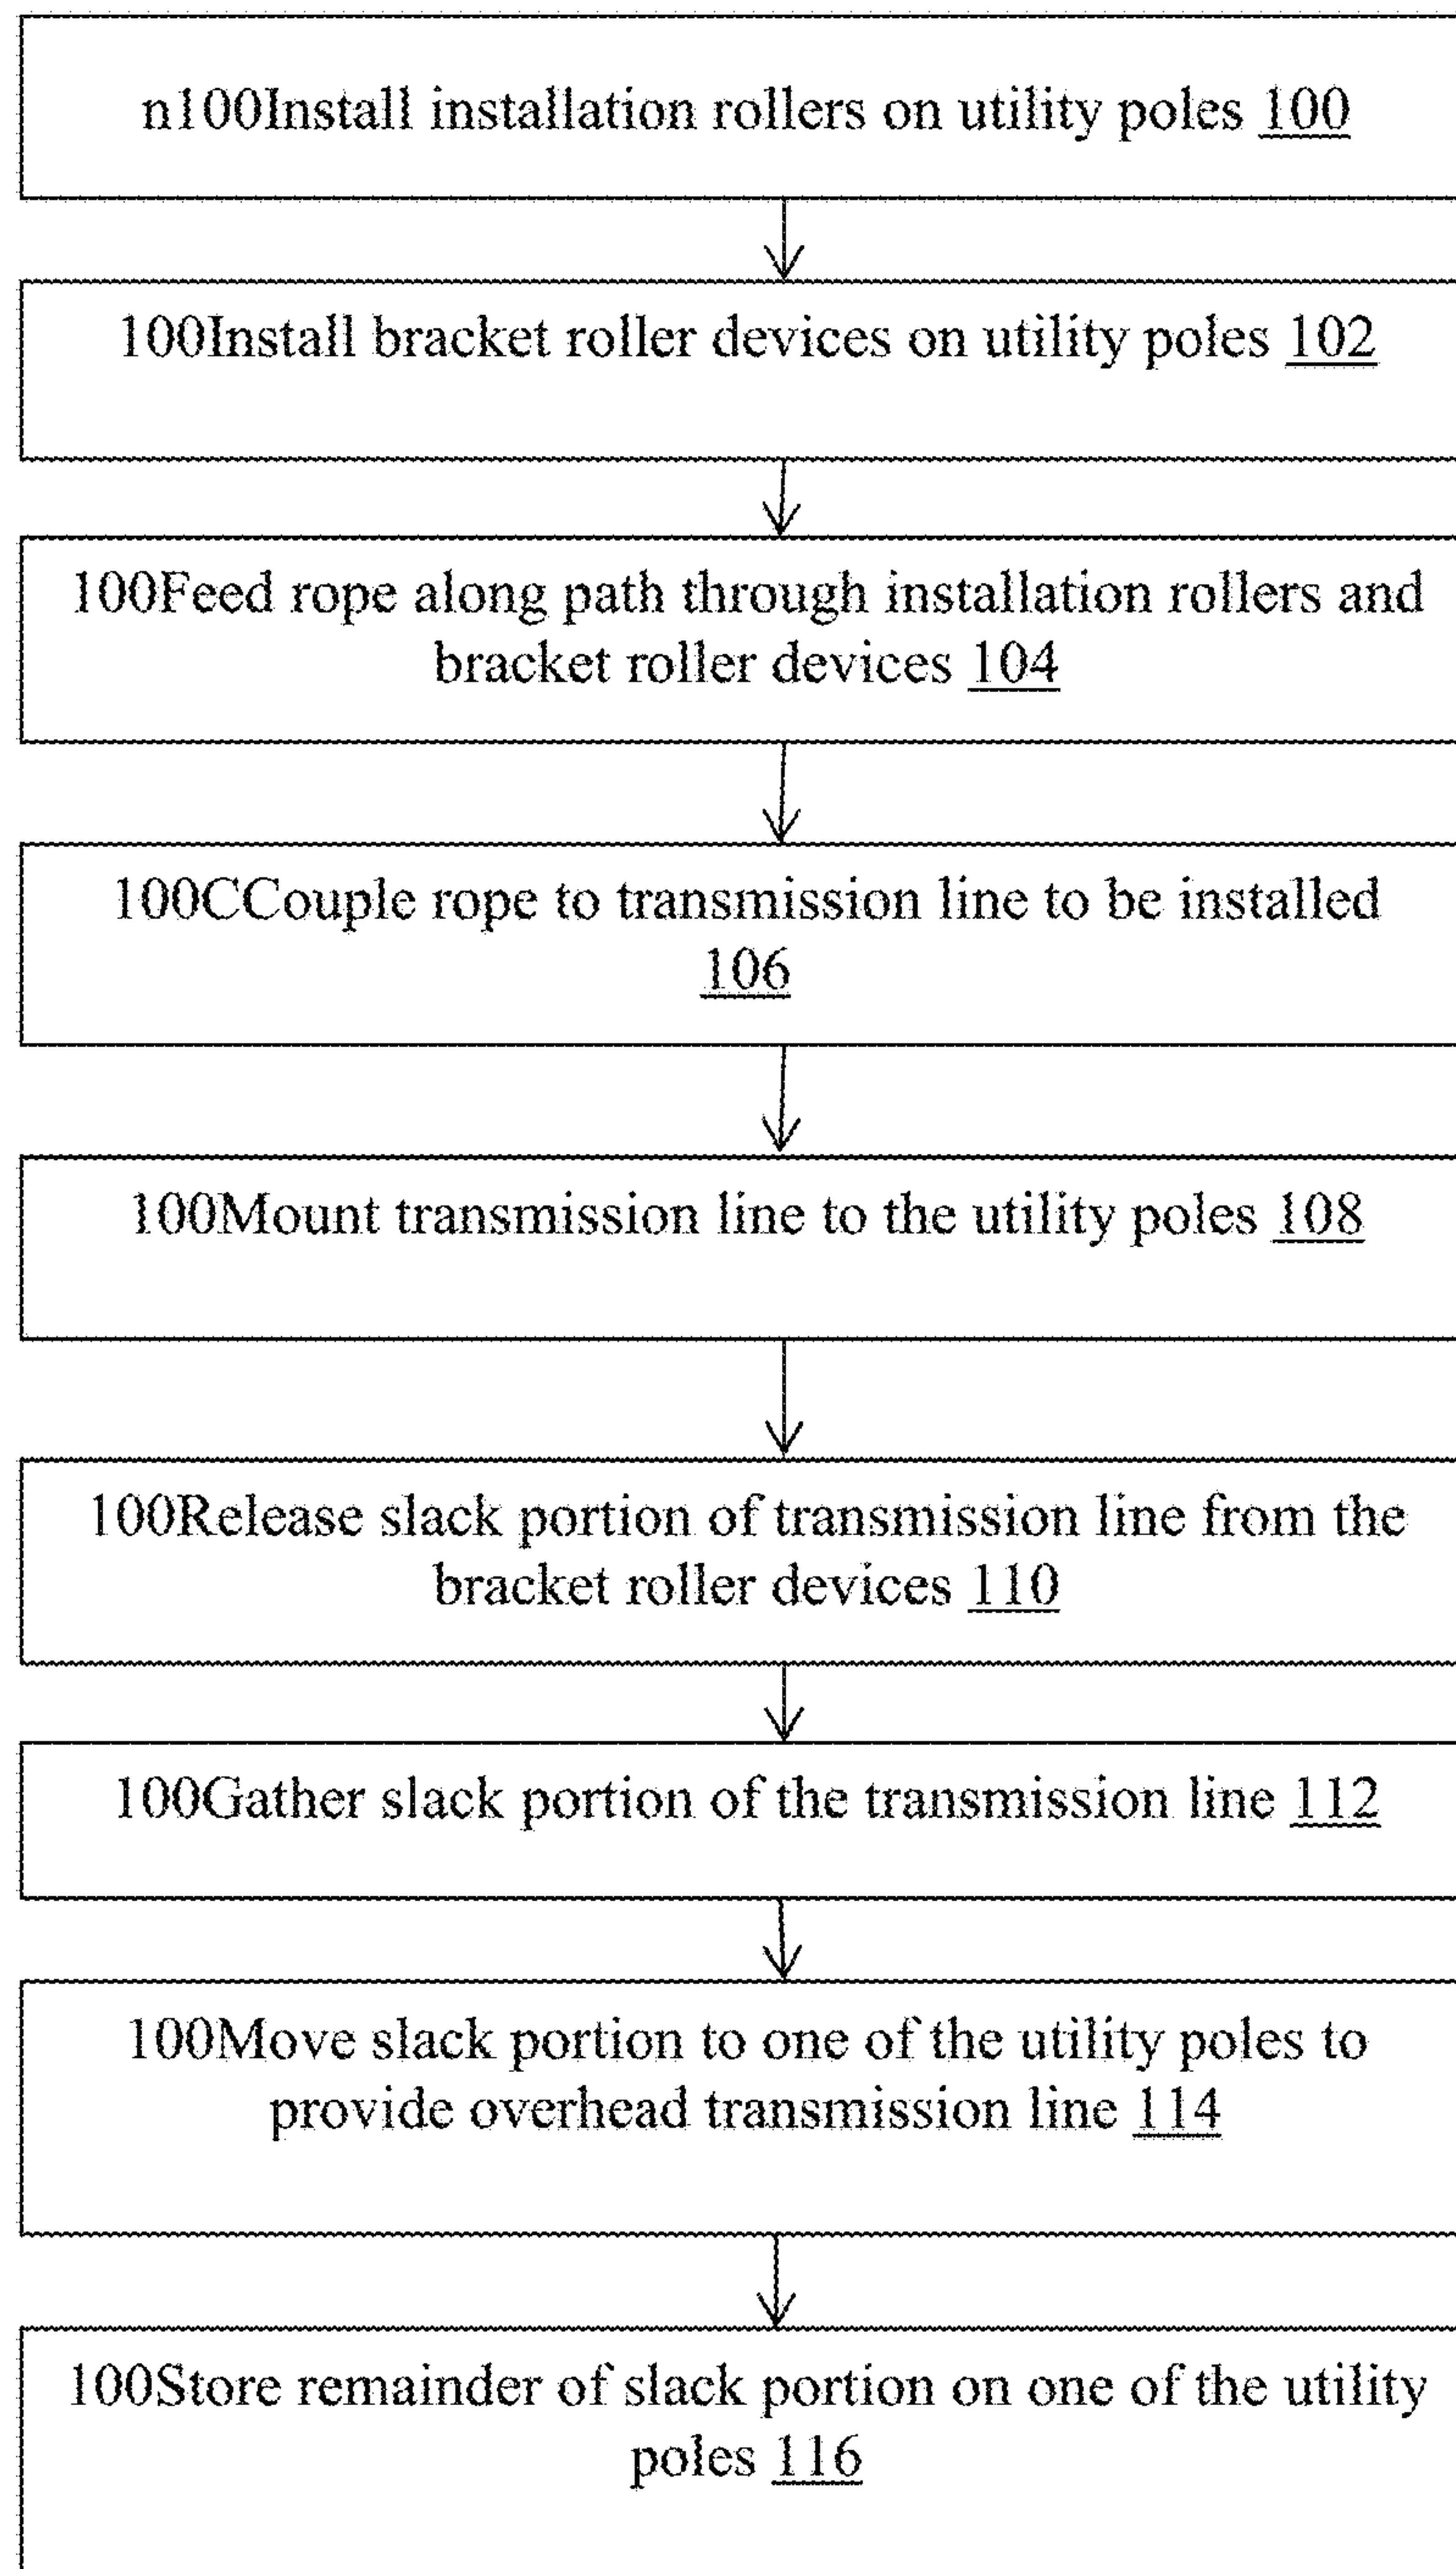 n100Install installation rollers on utility poles 100
100Install bracket roller devices on utility poles 102
100Feed rope along path through installation rollers and
bracket roller devices 104
100CCouple rope to transmission line to be installed
106
100Mount transmission line to the utility poles 108
100Release slack portion of transmission line from the
bracket roller devices 110
100Gather slack portion of the transmission line 112
100Move slack portion to one of the utility poles to
provide overhead transmission line 114
100Store remainder of slack portion on one of the utility
poles 116